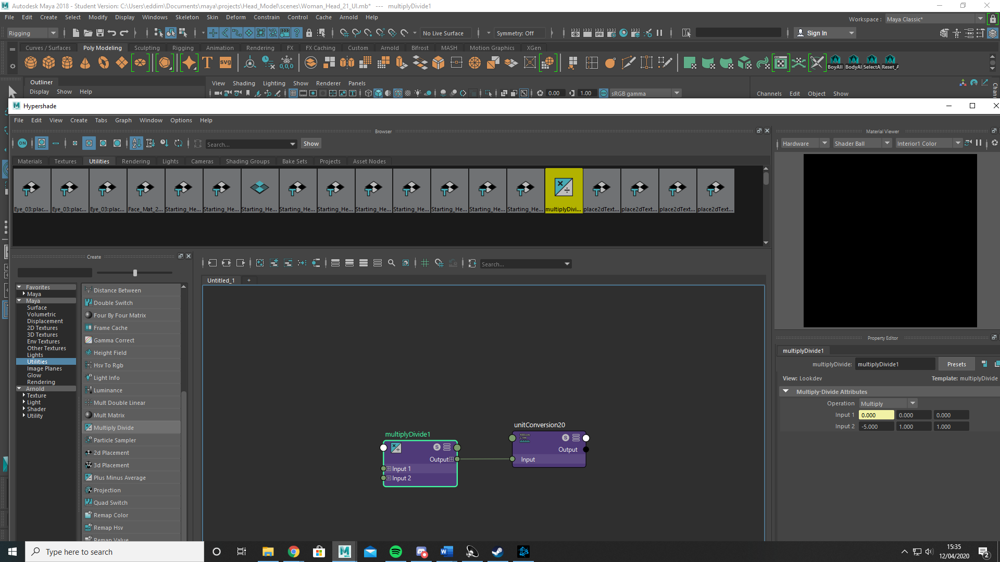 Autodesk Maya 2018 - Student Version: C:\Users\eddim\Documents\maya\projects\Head_Model\scenes\Woman_Head_21_UI.mb* --- multiplyDivide1
File Edit Create Select Modify Display Windows Skeleton Skin Deform Constrain Control Cache Arnold Help
Workspace : Maya Classic*
Rigging
No Live Surface
Symmetry: Off
Sign In
Curves / Surfaces Poly Modeling Sculpting Rigging Animation Rendering FX FX Caching Custom Arnold Bifrost MASH Motion Graphics XGen
T svg 0,0,0 BoyAll BodyAl SelectA Reset_A
Outliner
Display Show Help
View Shading Lighting Show Renderer Panels
0.00 1.00 ON sRGB gamma
Channels Edit Object Show
Hypershade
File Edit View Create Tabs Graph Window Options Help
Browser
Material Viewer
ON
Search...
Show
Hardware Shader Ball Interior1 Color
Materials Textures Utilities Rendering Lights Cameras Shading Groups Bake Sets Projects Asset Nodes
Eye_03:plac... Eye_03:plac... Eye_03:plac... Face_Mat_2... Starting_He... Starting_He... Starting_He... Starting_He... Starting_He... Starting_He... Starting_He... Starting_He... Starting_He... Starting_He... multiplyDivi... place2dText... place2dText... place2dText... place2dText...
Create
Search...
Untitled_1 +
Favorites
Maya
Maya
Surface
Volumetric
Displacement
2D Textures
3D Textures
Env Textures
Other Textures
Lights
Utilities
Image Planes
Glow
Rendering
Arnold
Texture
Light
Shader
Utility
Distance Between
Double Switch
Four By Four Matrix
Frame Cache
Gamma Correct
Height Field
Hsv To Rgb
Light Info
Luminance
Mult Double Linear
Mult Matrix
Multiply Divide
Particle Sampler
2d Placement
3d Placement
Plus Minus Average
Projection
Quad Switch
Remap Color
Remap Hsv
Remap Value
multiplyDivide1
S
Output
Input 1
Input 2
unitConversion20
S
Output
Input
Property Editor
multiplyDivide1
multiplyDivide: multiplyDivide1 Presets
View: Lookdev Template: multiplyDivide
Multiply-Divide Attributes
Operation Multiply
Input 1 0.000 0.000 0.000
Input 2 -5.000 1.000 1.000
Type here to search
15:35
12/04/2020
2